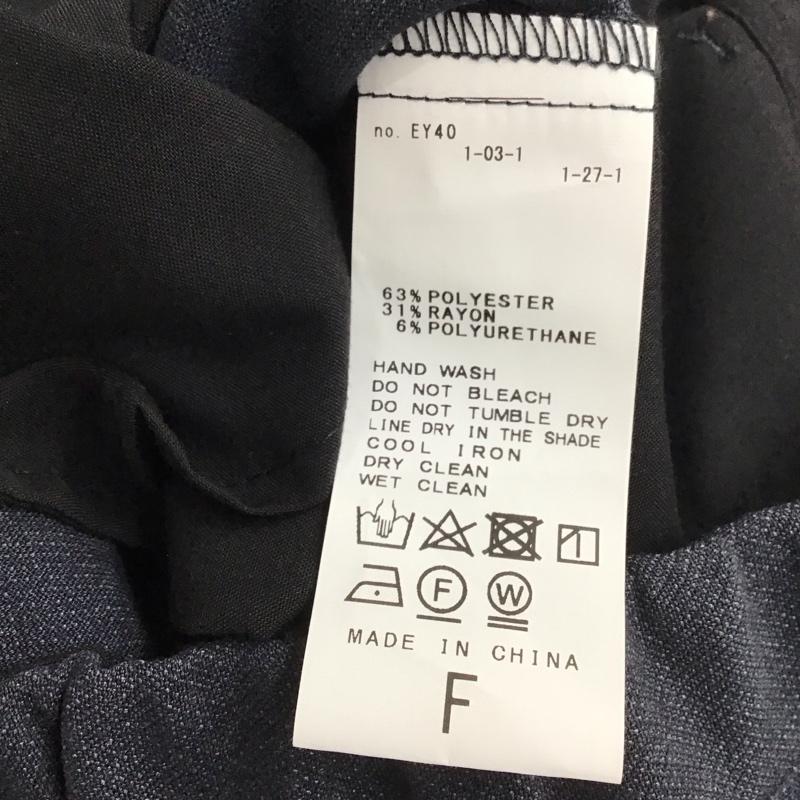 no. EY40
1-03-1
1-27-1
63% POLYESTER
31% RAYON
6% POLYURETHANE
HAND WASH
DO NOT BLEACH
DO NOT TUMBLE DRY
LINE DRY IN THE SHADE
COOL IRON
DRY CLEAN
WET CLEAN
F W
MADE IN CHINA
F